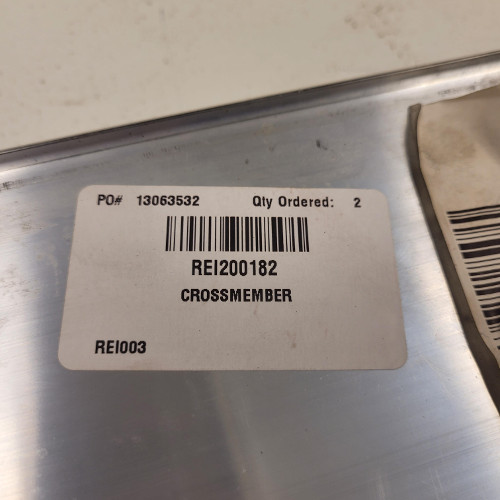 PO# 13063532 Qty Ordered: 2
REI200182
CROSSMEMBER
REI003